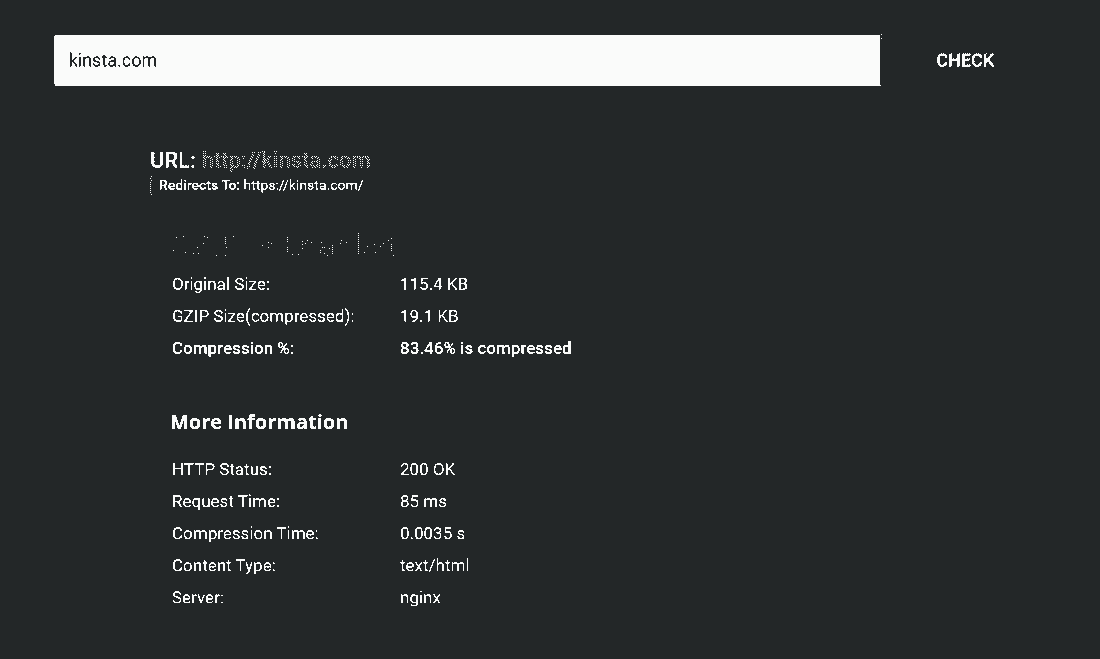 kinsta.com
CHECK
URL: http://kinsta.com
Redirects To: https://kinsta.com/
Original Size: 115.4 KB
GZIP Size(compressed): 19.1 KB
Compression %: 83.46% is compressed
More Information
HTTP Status: 200 OK
Request Time: 85 ms
Compression Time: 0.0035 s
Content Type: text/html
Server: nginx